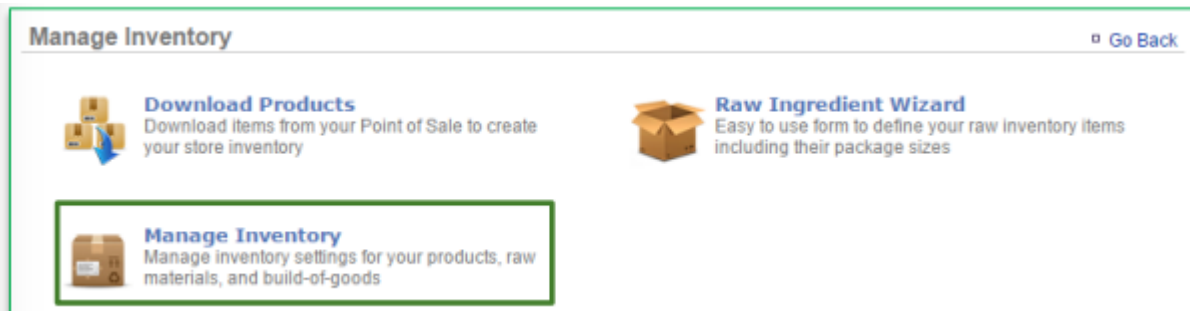 Manage Inventory
Go Back
Download Products
Download items from your Point of Sale to create
your store inventory
Raw Ingredient Wizard
Easy to use form to define your raw inventory items
including their package sizes
Manage Inventory
Manage inventory settings for your products, raw
materials, and build-of-goods